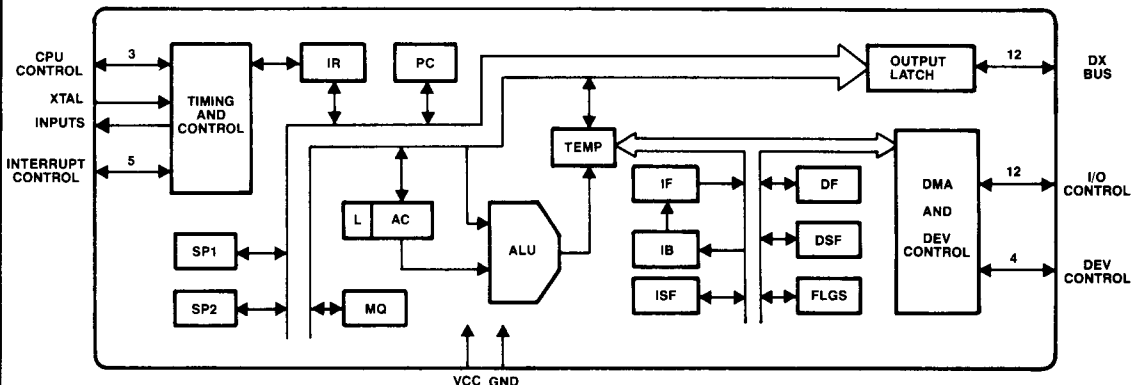 CPU
CONTROL
3
XTAL
INPUTS
INTERRUPT
CONTROL
5
TIMING
AND
CONTROL
IR
PC
OUTPUT
LATCH
12
DX
BUS
TEMP
L
AC
ALU
SP1
SP2
MQ
IF
IB
ISF
DF
DSF
FLGS
DMA
AND
DEV
CONTROL
12
I/O
CONTROL
4
DEV
CONTROL
VCC
GND